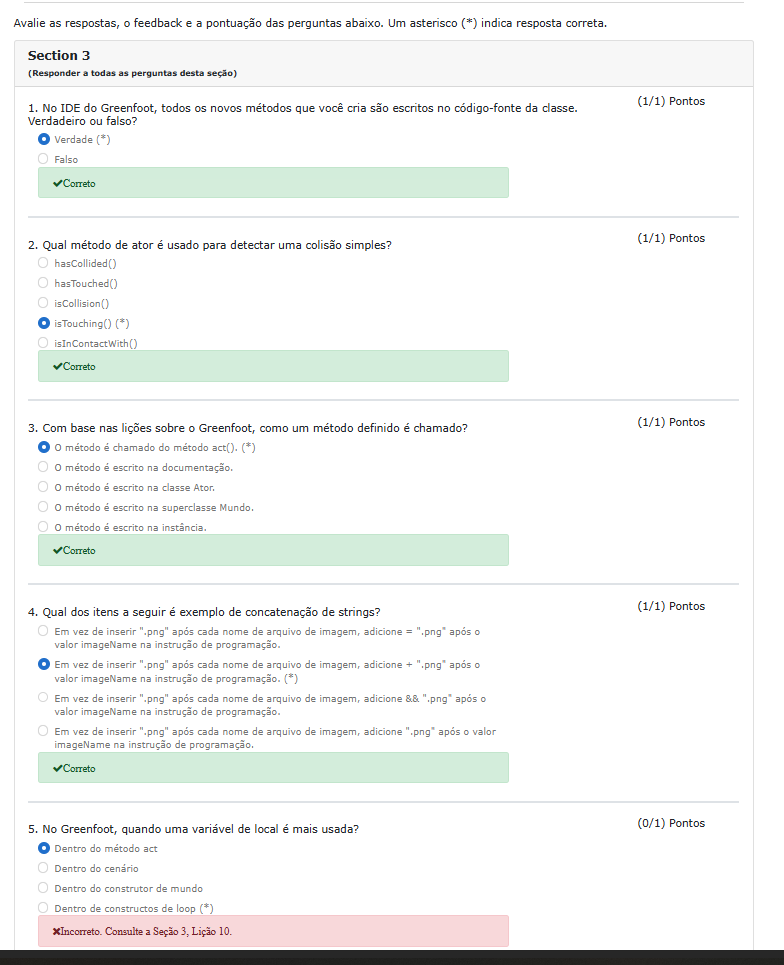 Avalie as respostas, o feedback e a pontuação das perguntas abaixo. Um asterisco (*) indica resposta correta.
Section 3
(Responder a todas as perguntas desta seção)
1. No IDE do Greenfoot, todos os novos métodos que você cria são escritos no código-fonte da classe.
Verdadeiro ou falso?
(1/1) Pontos
Verdade (*)
Falso
✔Correto
2. Qual método de ator é usado para detectar uma colisão simples?
(1/1) Pontos
hasCollided()
hasTouched()
isCollision()
isTouching() (*)
isInContactWith()
✔Correto
3. Com base nas lições sobre o Greenfoot, como um método definido é chamado?
(1/1) Pontos
O método é chamado do método act(). (*)
O método é escrito na documentação.
O método é escrito na classe Ator.
O método é escrito na superclasse Mundo.
O método é escrito na instância.
✔Correto
4. Qual dos itens a seguir é exemplo de concatenação de strings?
(1/1) Pontos
Em vez de inserir ".png" após cada nome de arquivo de imagem, adicione = ".png" após o
valor imageName na instrução de programação.
Em vez de inserir ".png" após cada nome de arquivo de imagem, adicione + ".png" após o
valor imageName na instrução de programação. (*)
Em vez de inserir ".png" após cada nome de arquivo de imagem, adicione && ".png" após o
valor imageName na instrução de programação.
Em vez de inserir ".png" após cada nome de arquivo de imagem, adicione ".png" após o valor
imageName na instrução de programação.
✔Correto
5. No Greenfoot, quando uma variável de local é mais usada?
(0/1) Pontos
Dentro do método act
Dentro do cenário
Dentro do construtor de mundo
Dentro de constructos de loop (*)
✖Incorreto. Consulte a Seção 3, Lição 10.